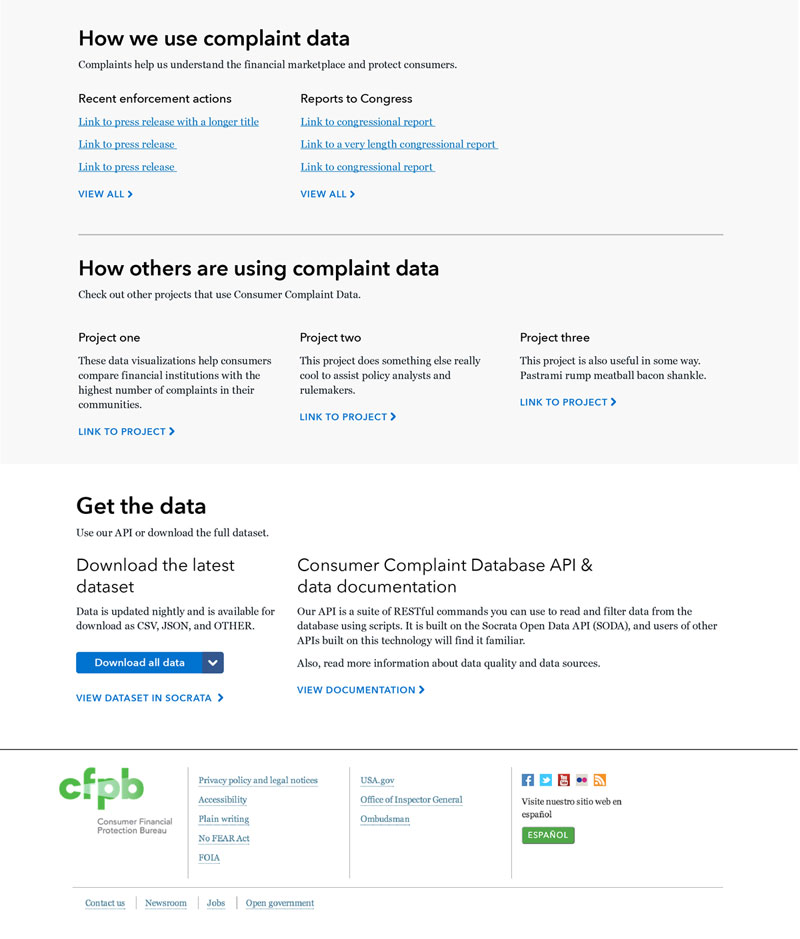 How we use complaint data
Complaints help us understand the financial marketplace and protect consumers.
Recent enforcement actions
Link to press release with a longer title
Link to press release
Link to press release
VIEW ALL
Reports to Congress
Link to congressional report
Link to a very length congressional report
Link to congressional report
VIEW ALL
How others are using complaint data
Check out other projects that use Consumer Complaint Data.
Project one
These data visualizations help consumers
compare financial institutions with the
highest number of complaints in their
communities.
LINK TO PROJECT
Project two
This project does something else really
cool to assist policy analysts and
rulemakers.
LINK TO PROJECT
Project three
This project is also useful in some way.
Pastrami rump meatball bacon shankle.
LINK TO PROJECT
Get the data
Use our API or download the full dataset.
Download the latest
dataset
Data is updated nightly and is available for
download as CSV, JSON, and OTHER.
Download all data
VIEW DATASET IN SOCRATA
Consumer Complaint Database API &
data documentation
Our API is a suite of RESTful commands you can use to read and filter data from the
database using scripts. It is built on the Socrata Open Data API (SODA), and users of other
APIs built on this technology will find it familiar.
Also, read more information about data quality and data sources.
VIEW DOCUMENTATION
cfpb
Consumer Financial
Protection Bureau
Privacy policy and legal notices
Accessibility
Plain writing
No FEAR Act
FOIA
USA.gov
Office of Inspector General
Ombudsman
Visite nuestro sitio web en
español
ESPAÑOL
Contact us
Newsroom
Jobs
Open government